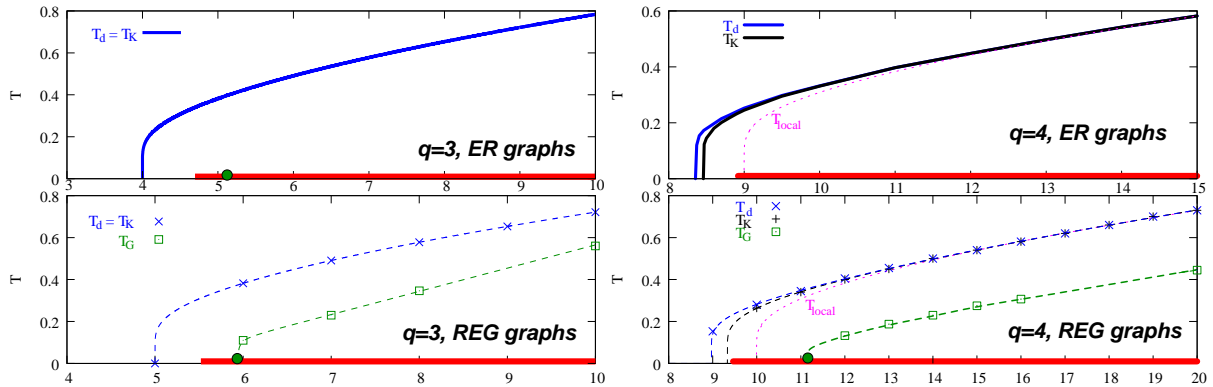 0.6
0.4
0.2
0
T
T_d = T_K
q=3, ER graphs
3 4 5 6 7 8 9 10
0.6
0.4
0.2
0
T
T_d
T_K
T_local
q=4, ER graphs
8 9 10 11 12 13 14 15
0.8
0.6
0.4
0.2
0
T
T_d = T_K
T_G
q=3, REG graphs
4 5 6 7 8 9 10
0.8
0.6
0.4
0.2
0
T
T_d
T_K
T_G
T_local
q=4, REG graphs
8 9 10 11 12 13 14 15 16 17 18 19 20